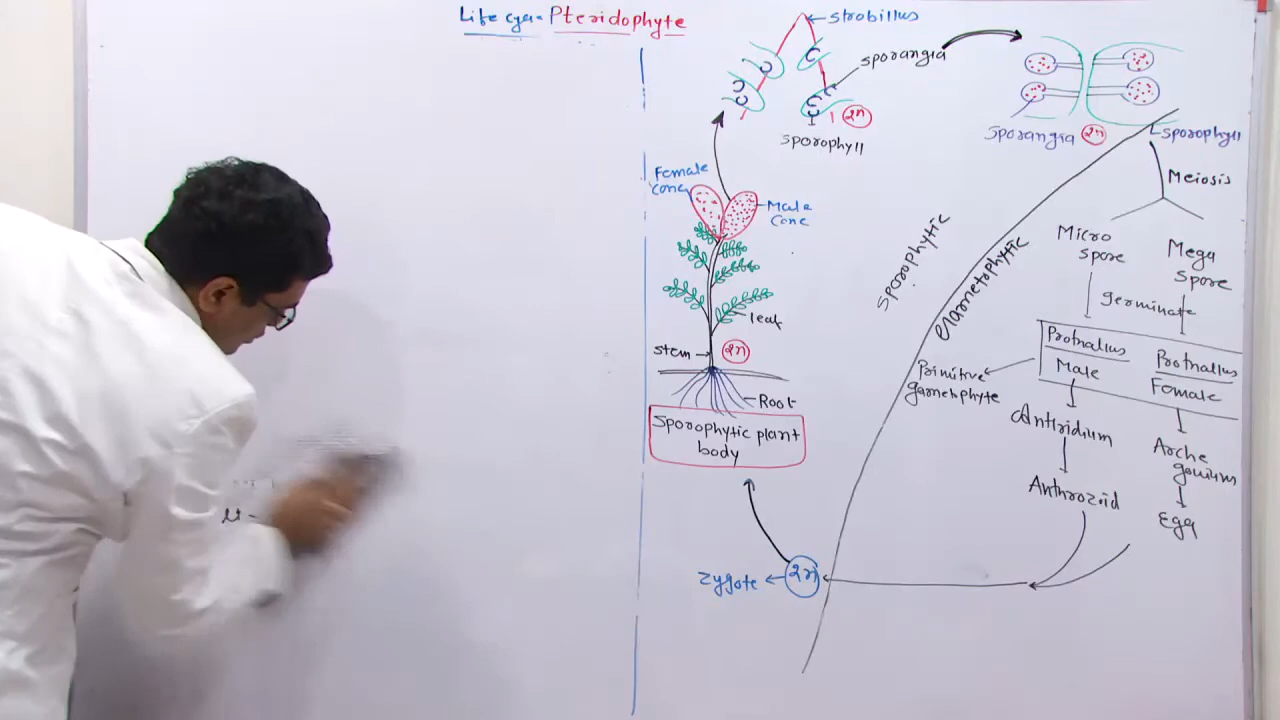 Life cycle Pteridophyte
strobillus
sporangia
2n
sporophyll
Sporangia 2n
sporophyll
Meiosis
Female
cone
Male
cone
Micro
spore
Mega
spore
germinate
sporophytic
Gametophytic
leaf
stem
2n
Root
Sporophytic plant
body
Prothallus
Male
Prothallus
Female
Primitive
gametophyte
Antiridium
Arche
gonium
Anthrozoid
Egg
zygote
2n